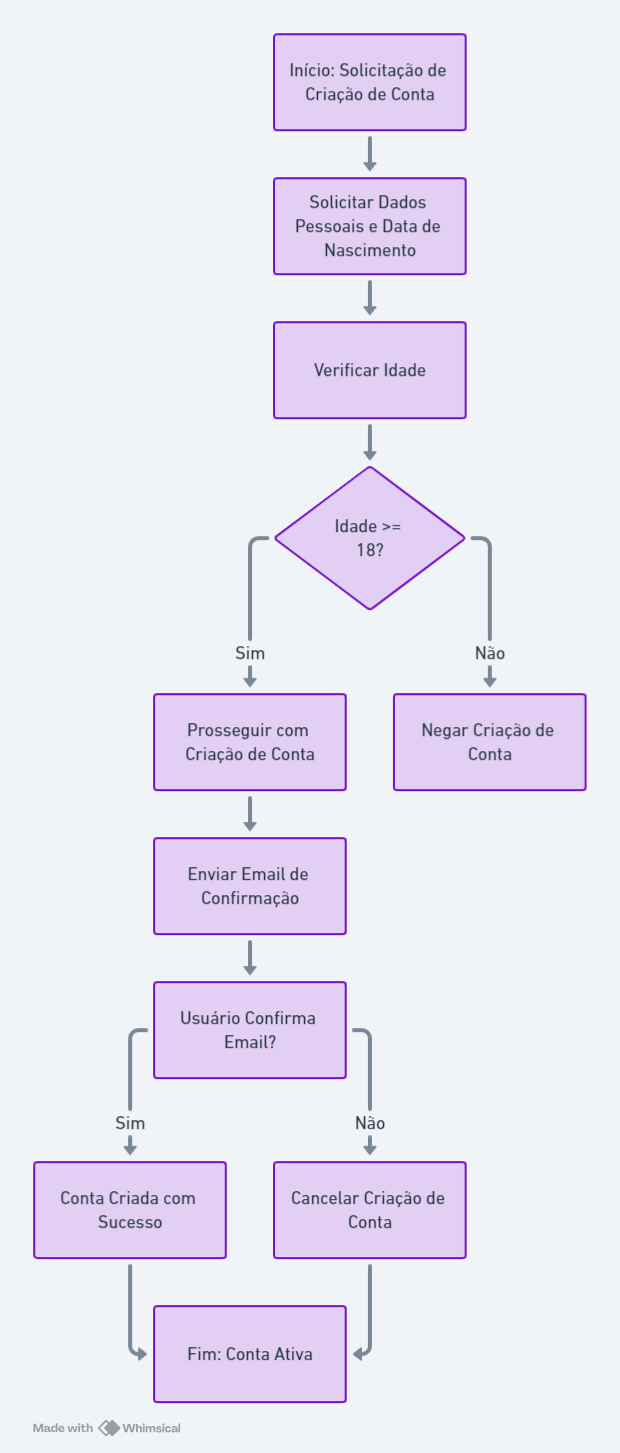 Início: Solicitação de
Criação de Conta
Solicitar Dados
Pessoais e Data de
Nascimento
Verificar Idade
Idade >=
18?
Sim
Não
Prosseguir com
Criação de Conta
Negar Criação de
Conta
Enviar Email de
Confirmação
Usuário Confirma
Email?
Sim
Não
Conta Criada com
Sucesso
Cancelar Criação de
Conta
Fim: Conta Ativa
Made with Whimsical